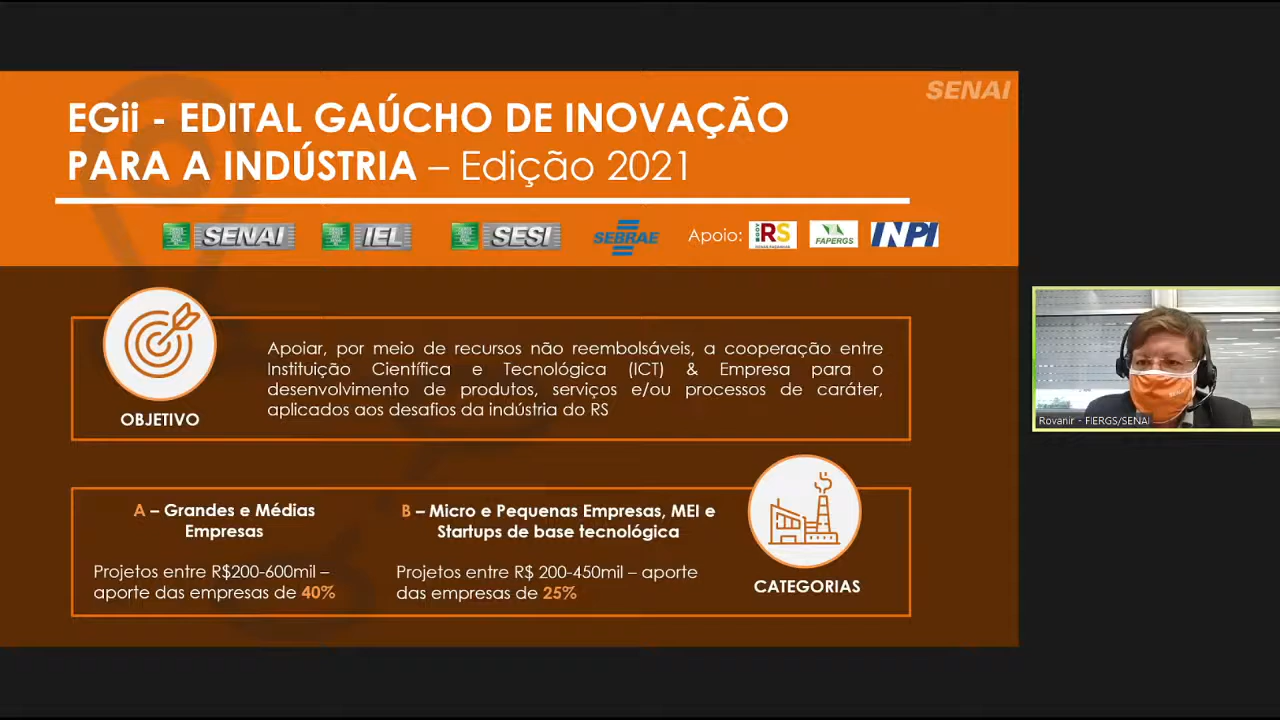 SENAI
EGii - EDITAL GAÚCHO DE INOVAÇÃO
PARA A INDÚSTRIA – Edição 2021
SENAI
IEL
SESI
SEBRAE
Apoio:
RS
FAPERGS
INPI
Apoiar, por meio de recursos não reembolsáveis, a cooperação entre
Instituição Científica e Tecnológica (ICT) & Empresa para o
desenvolvimento de produtos, serviços e/ou processos de caráter,
aplicados aos desafios da indústria do RS
OBJETIVO
A – Grandes e Médias
Empresas
Projetos entre R$200-600mil –
aporte das empresas de 40%
B – Micro e Pequenas Empresas, MEI e
Startups de base tecnológica
Projetos entre R$ 200-450mil – aporte
das empresas de 25%
CATEGORIAS
Rovanir - FIERGS/SENAI